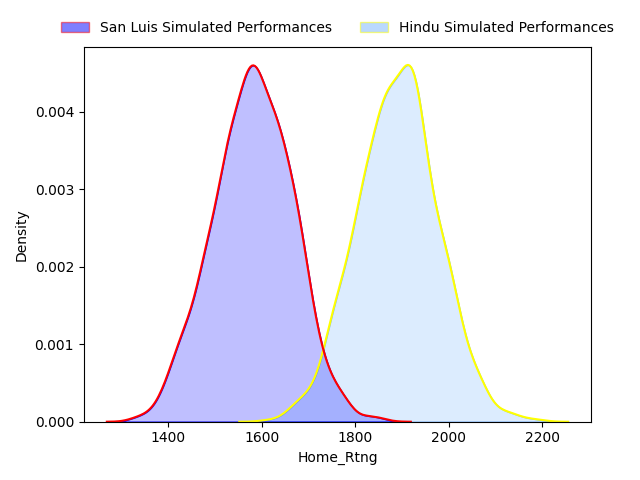 San Luis Simulated Performances Hindu Simulated Performances
0.004
0.003
0.002
0.001
0.000
Density
1400 1600 1800 2000 2200
Home_Rtng